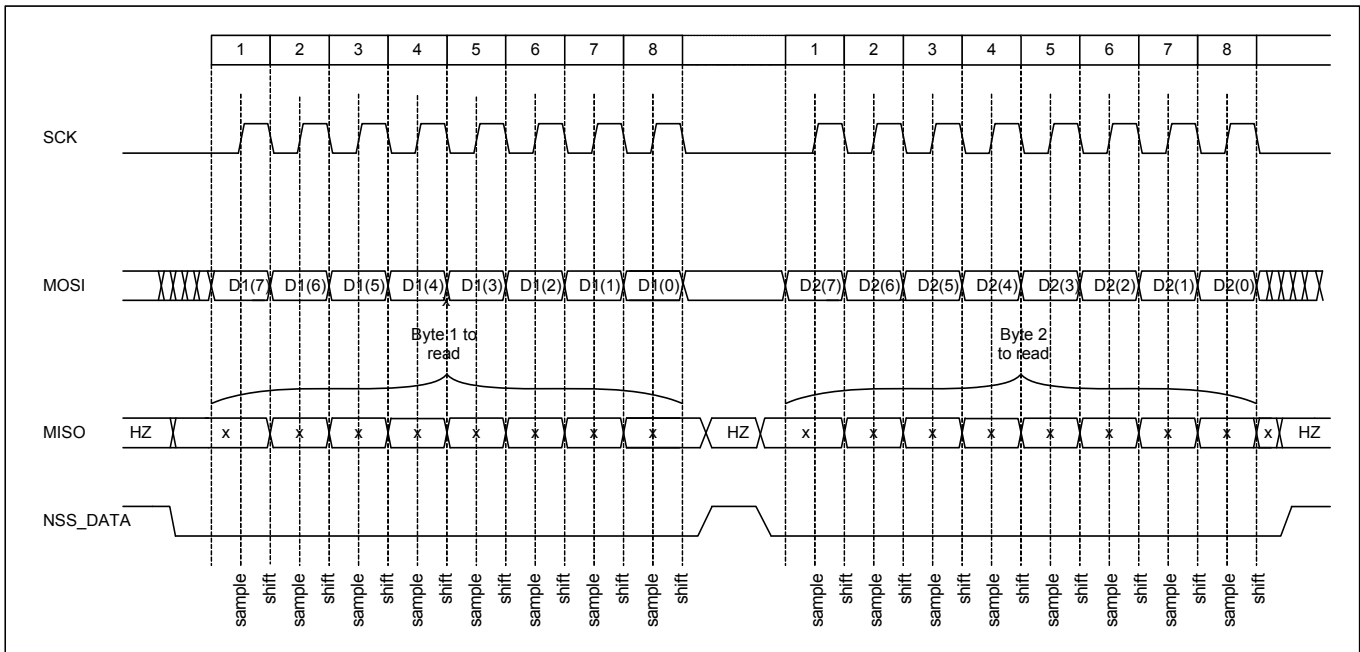 1 2 3 4 5 6 7 8 1 2 3 4 5 6 7 8
SCK
MOSI D1(7) D1(6) D1(5) D1(4) D1(3) D1(2) D1(1) D1(0) D2(7) D2(6) D2(5) D2(4) D2(3) D2(2) D2(1) D2(0)
Byte 1 to
read
Byte 2
to read
MISO HZ x x x x x x x x HZ x x x x x x x x x HZ
NSS_DATA
sample shift sample shift sample shift sample shift sample shift sample shift sample shift sample shift sample shift sample shift sample shift sample shift sample shift sample shift sample shift sample shift